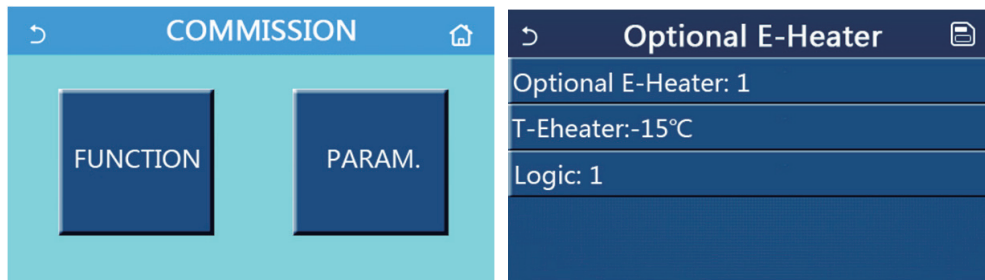 COMMISSION
FUNCTION
PARAM.
Optional E-Heater
Optional E-Heater: 1
T-Eheater:-15℃
Logic: 1